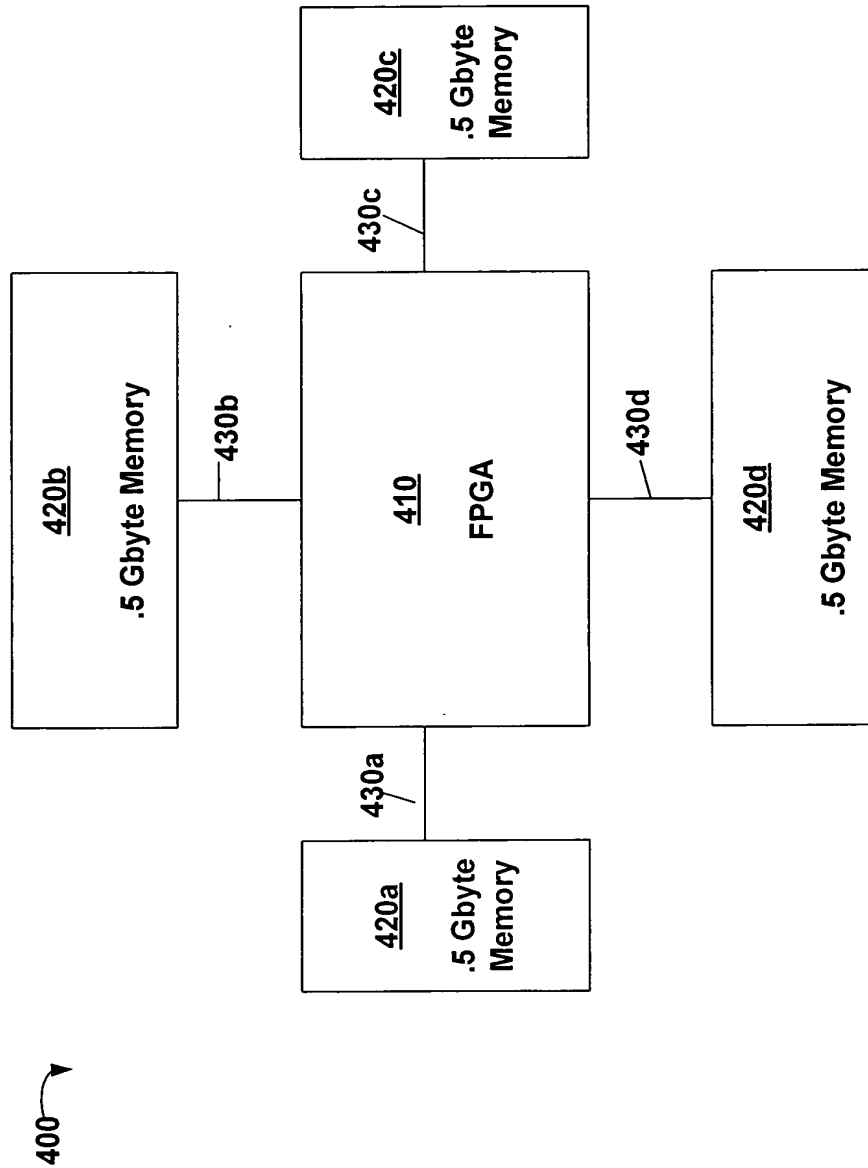 400
420b
.5 Gbyte Memory
430b
430a
430c
420a
.5 Gbyte
Memory
410
FPGA
420c
.5 Gbyte
Memory
430d
420d
.5 Gbyte Memory